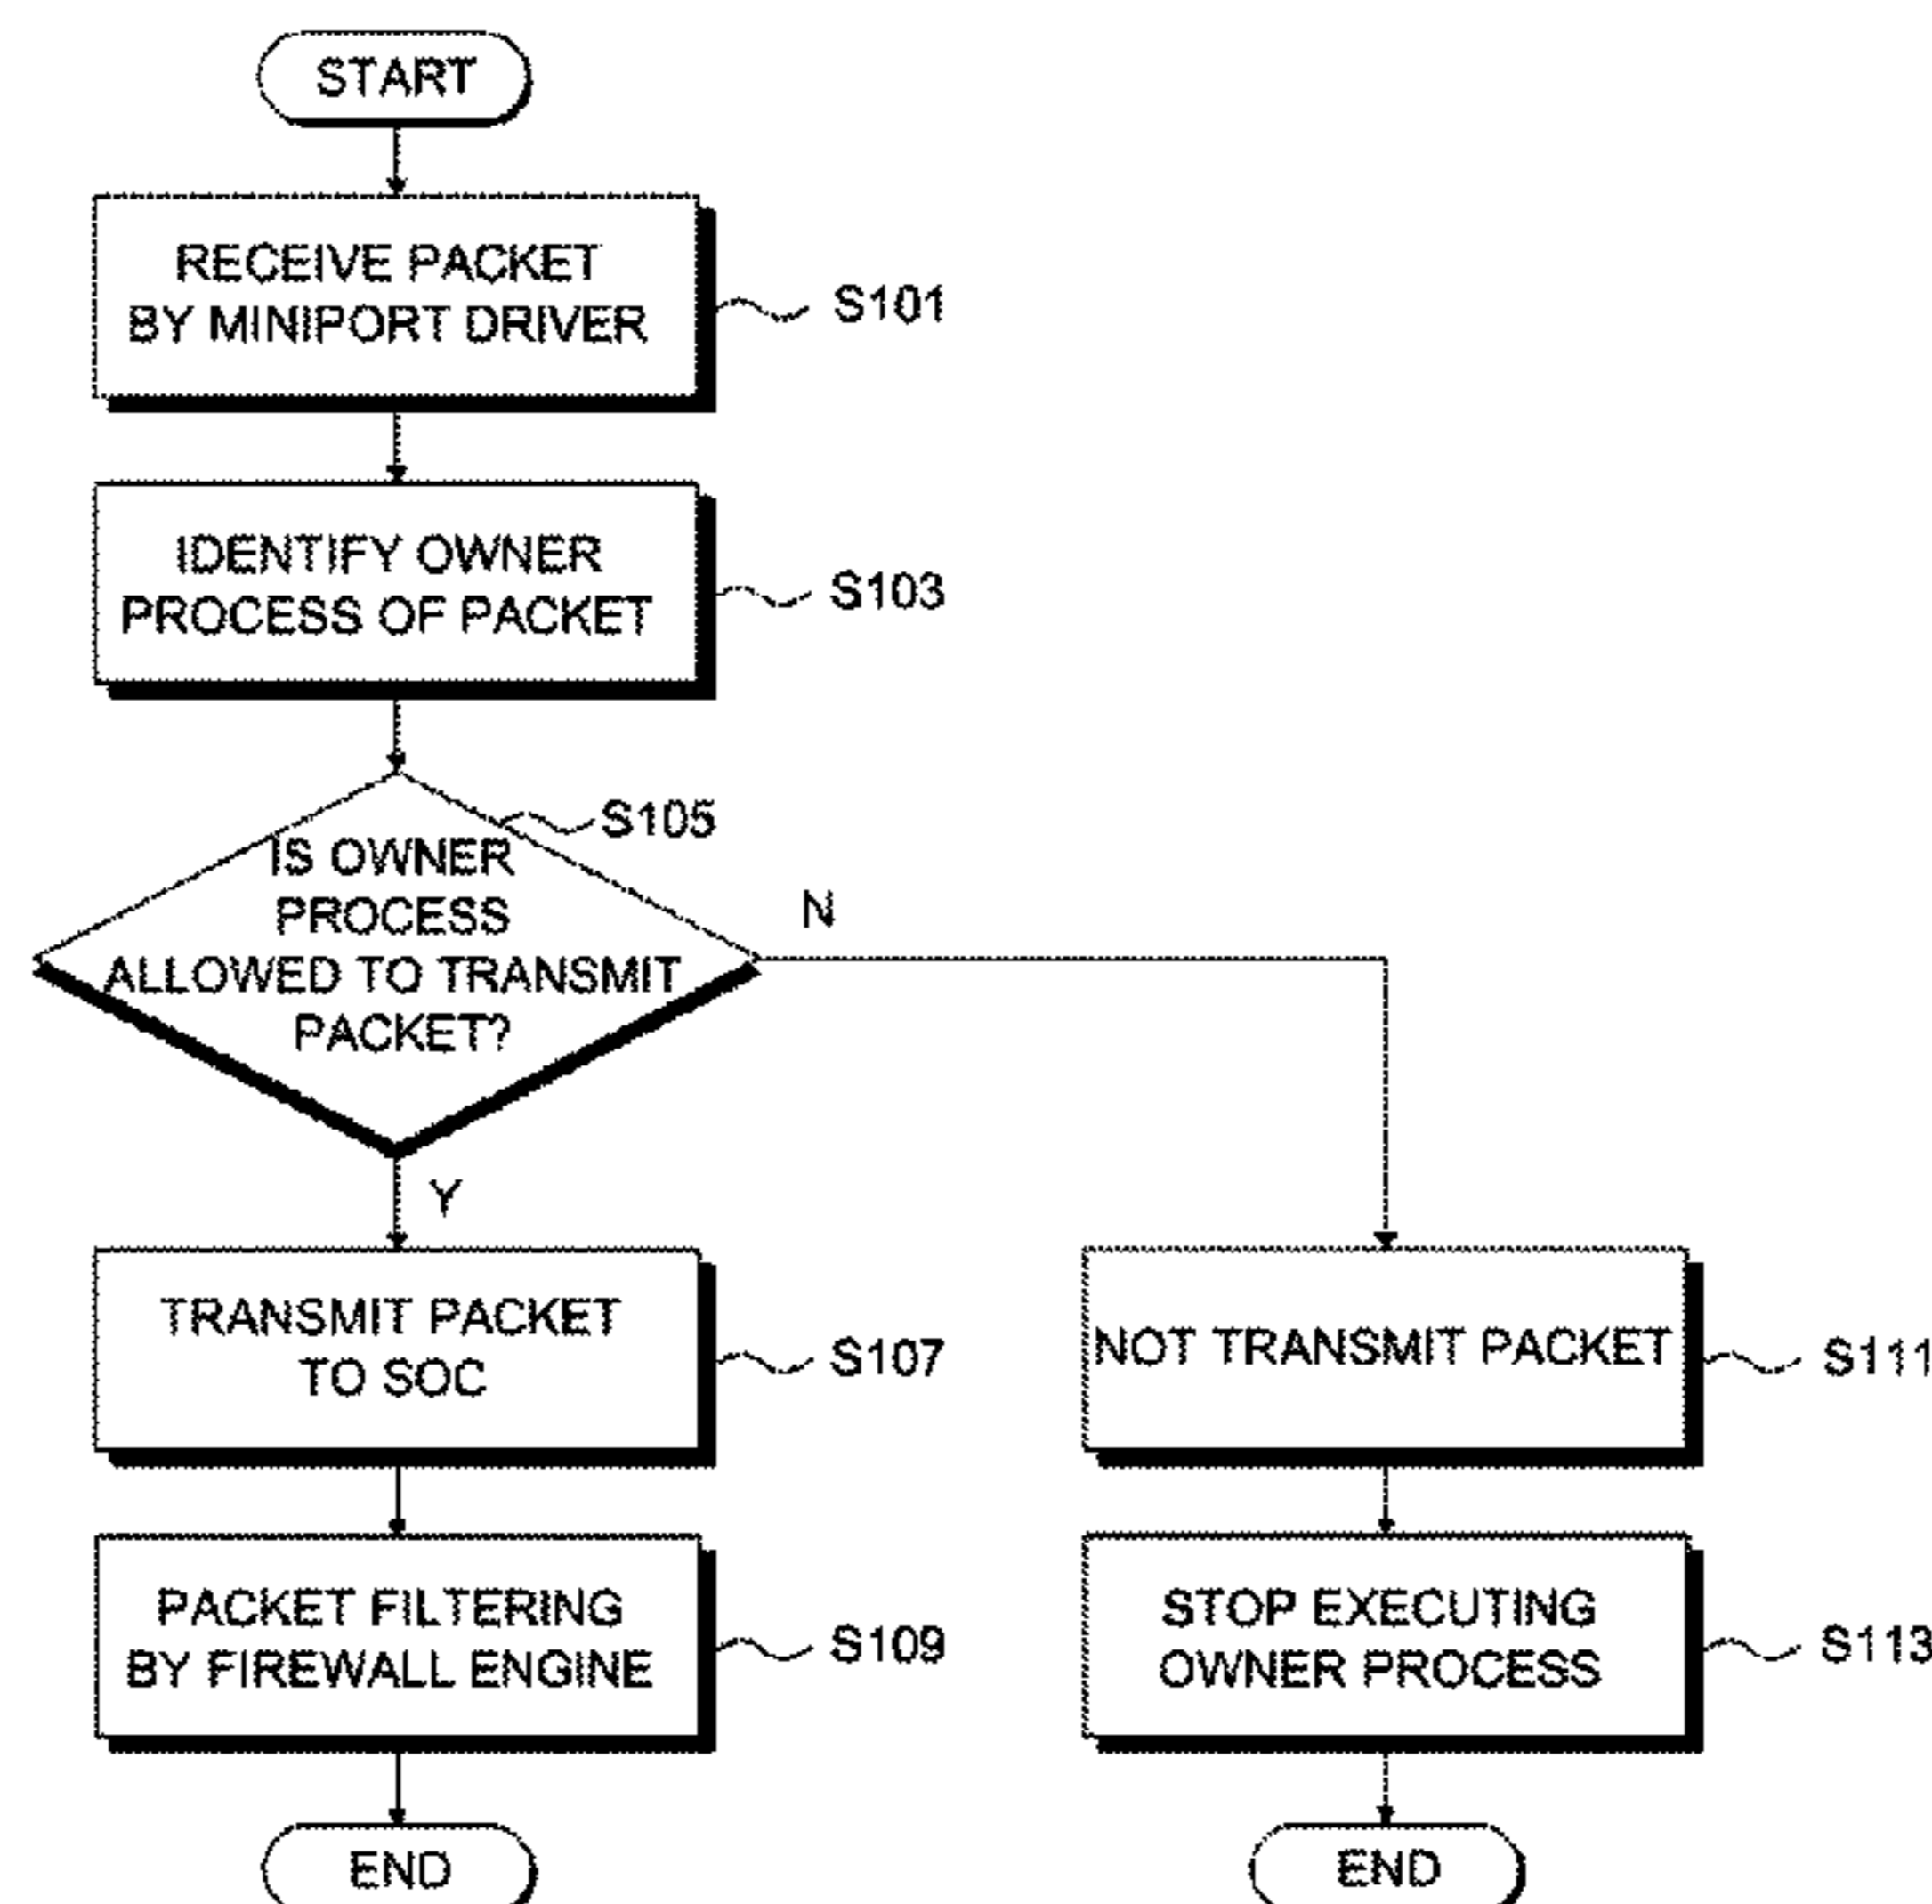 START
RECEIVE PACKET
BY MINIPORT DRIVER
S101
IDENTIFY OWNER
PROCESS OF PACKET
S103
S105
IS OWNER
PROCESS
ALLOWED TO TRANSMIT
PACKET?
N
Y
TRANSMIT PACKET
TO SOC
S107
NOT TRANSMIT PACKET
S111
PACKET FILTERING
BY FIREWALL ENGINE
S109
STOP EXECUTING
OWNER PROCESS
S113
END
END